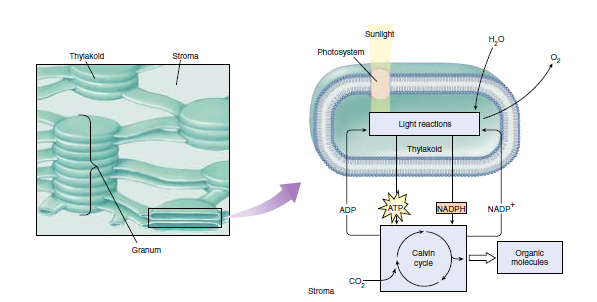 Thylakoid
Stroma
Granum
Sunlight
Photosystem
H2O
O2
Light reactions
Thylakoid
ADP
ATP
NADPH
NADP+
Calvin
cycle
Organic
molecules
CO2
Stroma